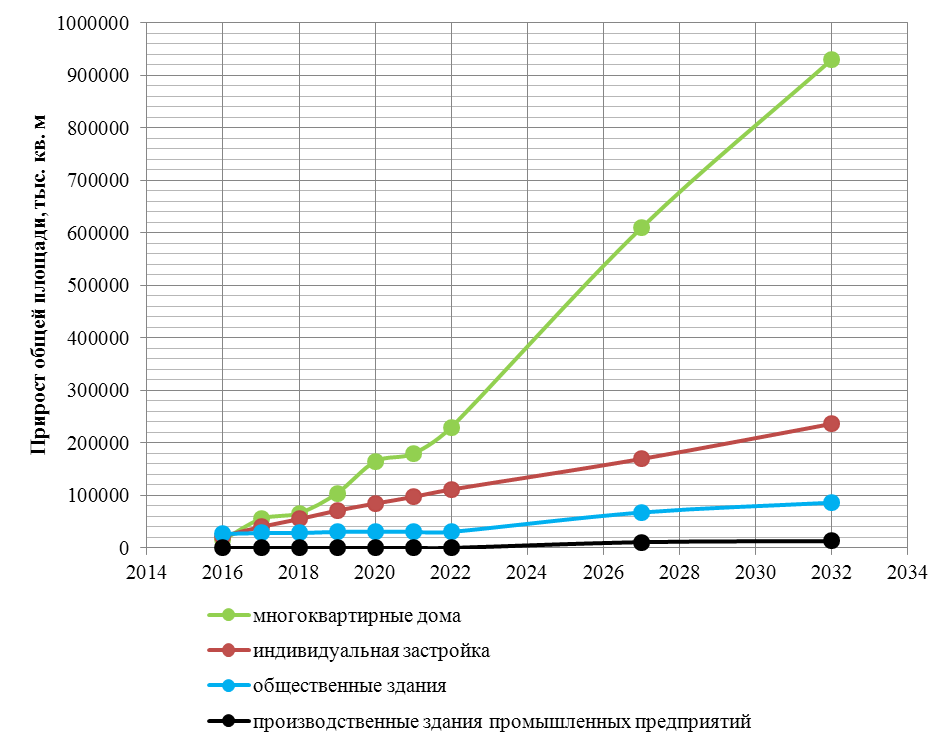 Прирост общей площади, тыс. кв. м
1000000
900000
800000
700000
600000
500000
400000
300000
200000
100000
0
2014 2016 2018 2020 2022 2024 2026 2028 2030 2032 2034
многоквартирные дома
индивидуальная застройка
общественные здания
производственные здания промышленных предприятий